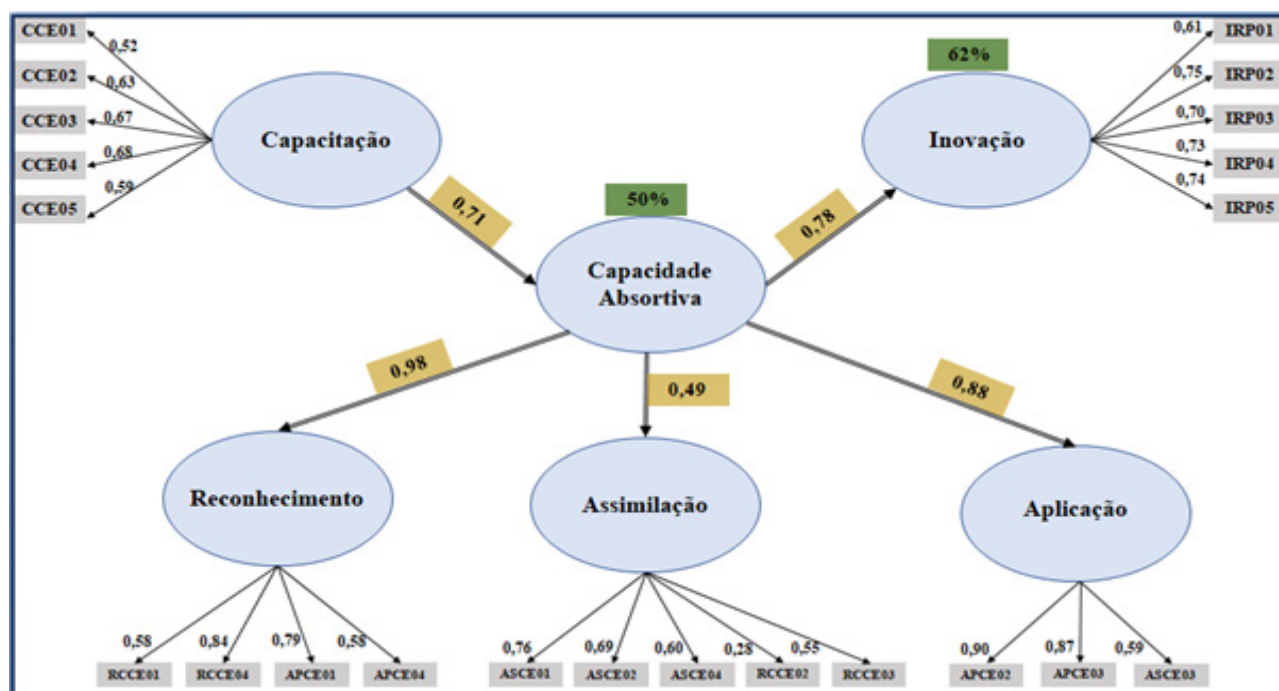 CCE01
0,52
CCE02
0,63
CCE03
0,67
CCE04
0,68
CCE05
0,59
Capacitação
0,71
62%
Inovação
IRP01
0,61
IRP02
0,75
IRP03
0,70
IRP04
0,73
IRP05
0,74
50%
Capacidade
Absortiva
0,78
0,98
0,49
0,88
Reconhecimento
Assimilação
Aplicação
0,58
0,84
0,79
0,58
RCCE01
RCCE04
APCE01
APCE04
0,76
0,69
0,60
0,28
0,55
ASCE01
ASCE02
ASCE04
RCCE02
RCCE03
0,90
0,87
0,59
APCE02
APCE03
ASCE03